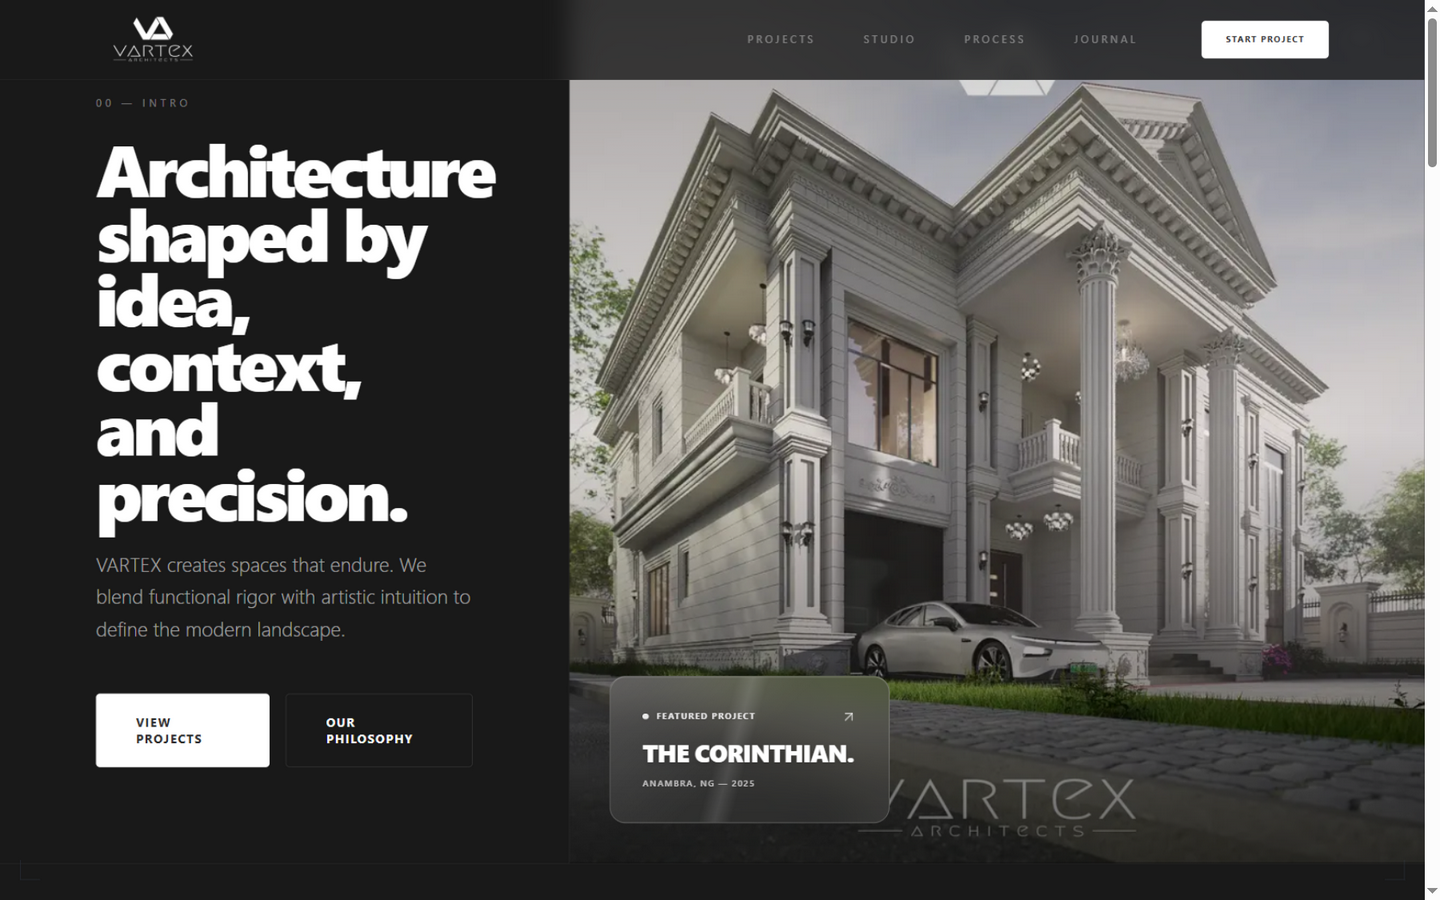 VARTEX
ARCHITECTS
PROJECTS
STUDIO
PROCESS
JOURNAL
START PROJECT
00 — INTRO
Architecture
shaped by
idea,
context,
and
precision.
VARTEX creates spaces that endure. We
blend functional rigor with artistic intuition to
define the modern landscape.
VIEW
PROJECTS
OUR
PHILOSOPHY
FEATURED PROJECT
THE CORINTHIAN.
ANAMBRA, NG — 2025
VARTEX
ARCHITECTS